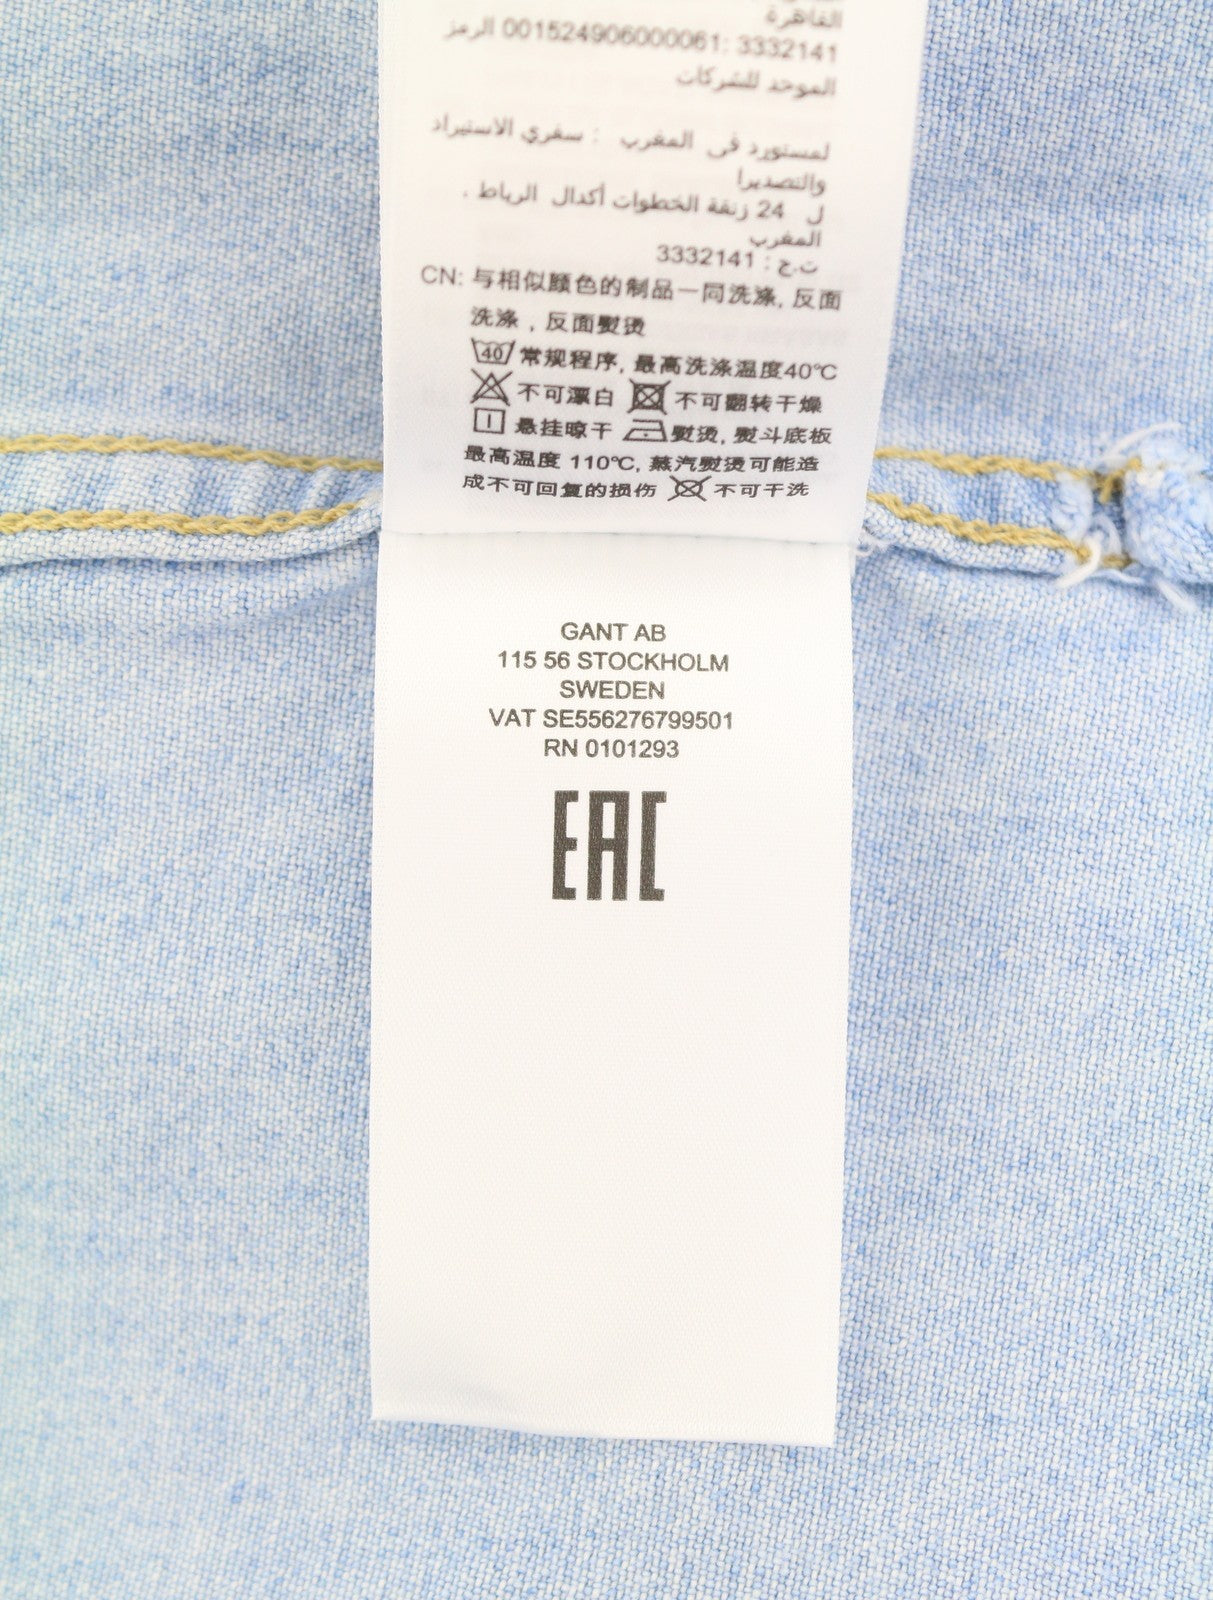 القاهرة
001524906000061: 3332141 الرمز
الموحد للشركات
لمستورد في المغرب : سفري الاستيراد
والتصديرا
ل 24 زنقة الخطوات أكدال الرباط .
المغرب
ت.ج : 3332141
CN: 与相似颜色的制品一同洗涤, 反面
洗涤 , 反面熨烫
40 常规程序, 最高洗涤温度40°C
不可漂白 不可翻转干燥
悬挂晾干 熨烫, 熨斗底板
最高温度 110°C, 蒸汽熨烫可能造
成不可回复的损伤 不可干洗
GANT AB
115 56 STOCKHOLM
SWEDEN
VAT SE556276799501
RN 0101293
EAC